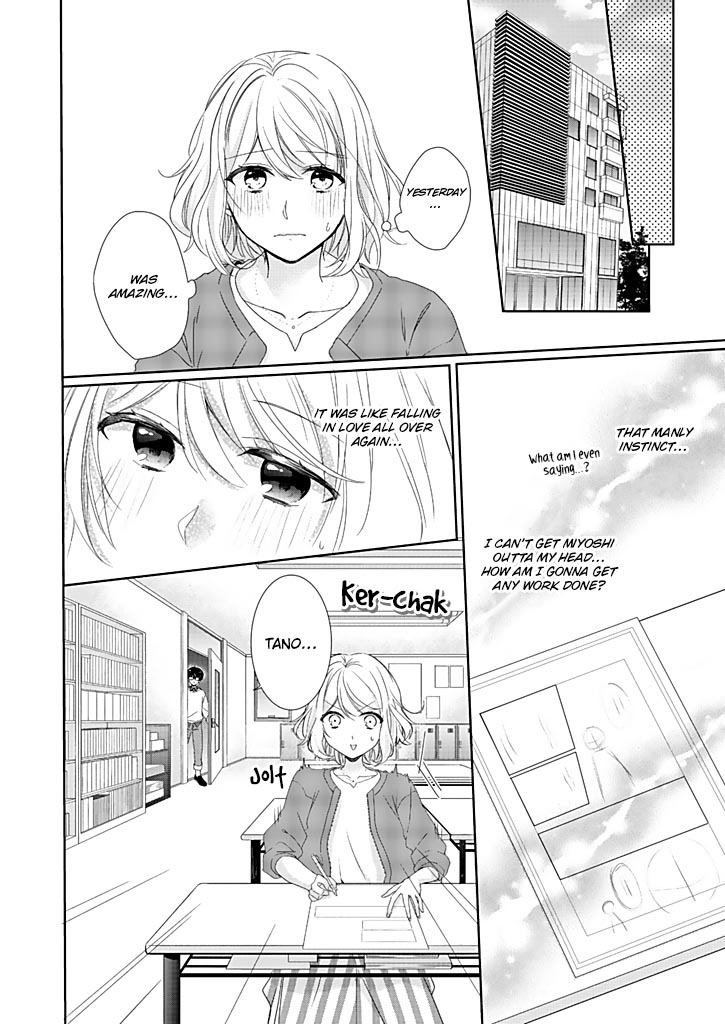 YESTERDAY
...
WAS
AMAZING...
THAT MANLY
INSTINCT...
What am I even
saying...?
I CAN'T GET MIYOSHI
OUTTA MY HEAD...
HOW AM I GONNA GET
ANY WORK DONE?
IT WAS LIKE FALLING
IN LOVE ALL OVER
AGAIN...
Ker-Chak
TANO...
Jolt